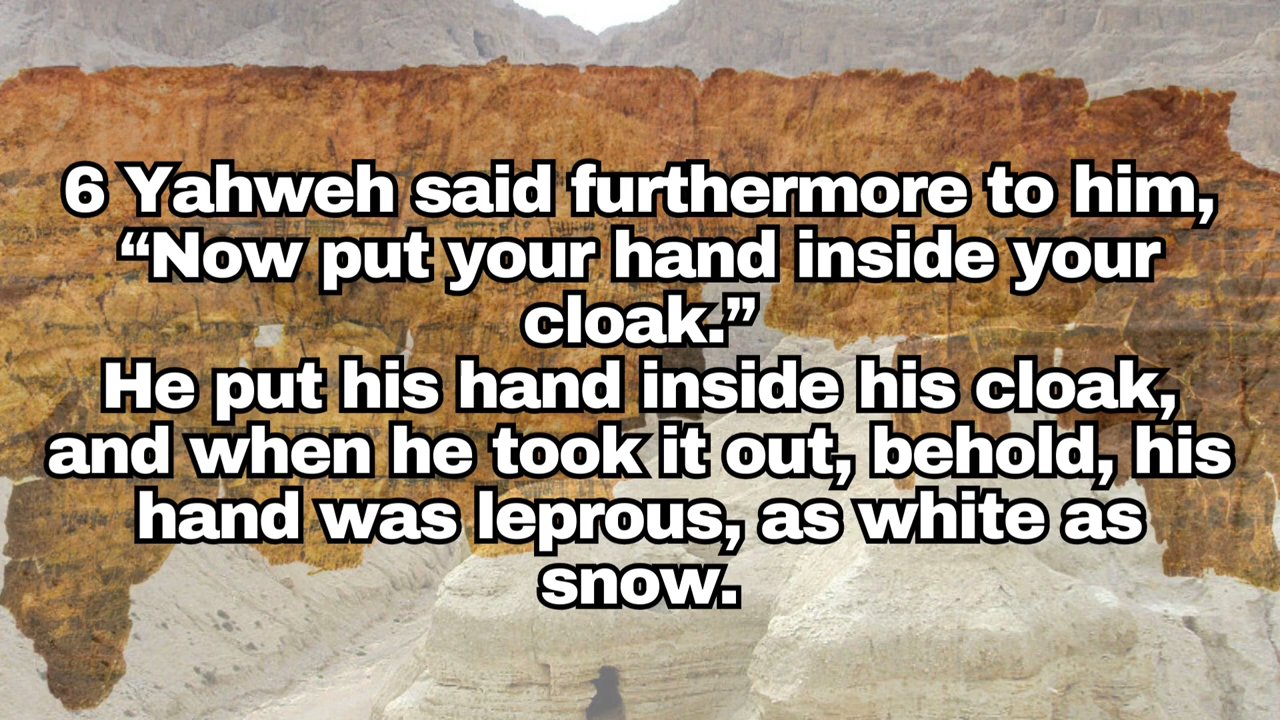 6 Yahweh said furthermore to him,
“Now put your hand inside your
cloak.”
He put his hand inside his cloak,
and when he took it out, behold, his
hand was leprous, as white as
snow.